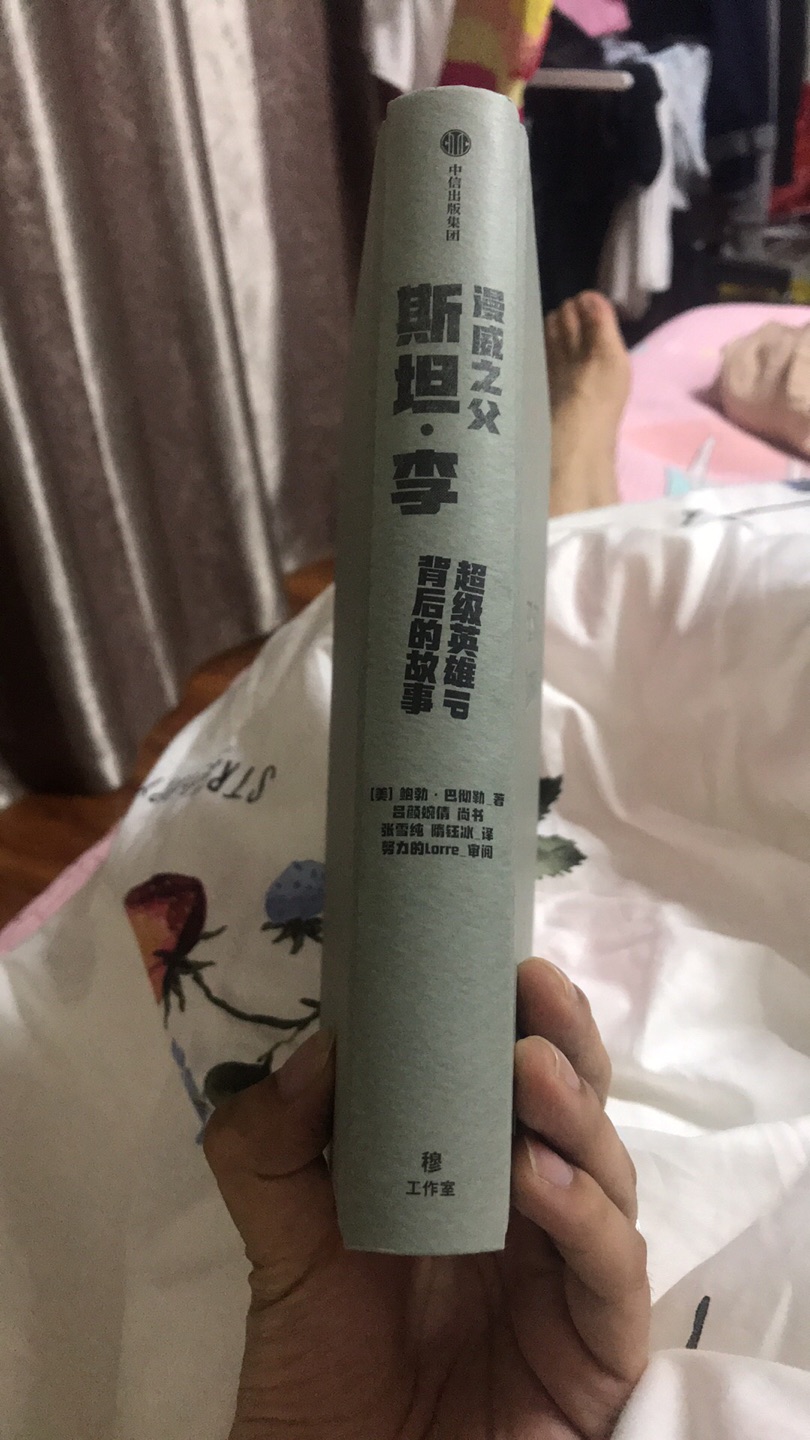 中信出版集团
漫威之父
斯坦·李
超级英雄IP
背后的故事
[美] 鲍勃·巴彻勒_著
吕颜婉倩 尚书
张雪纯 隋钰冰_译
努力的Lorre_审阅
穆
工作室